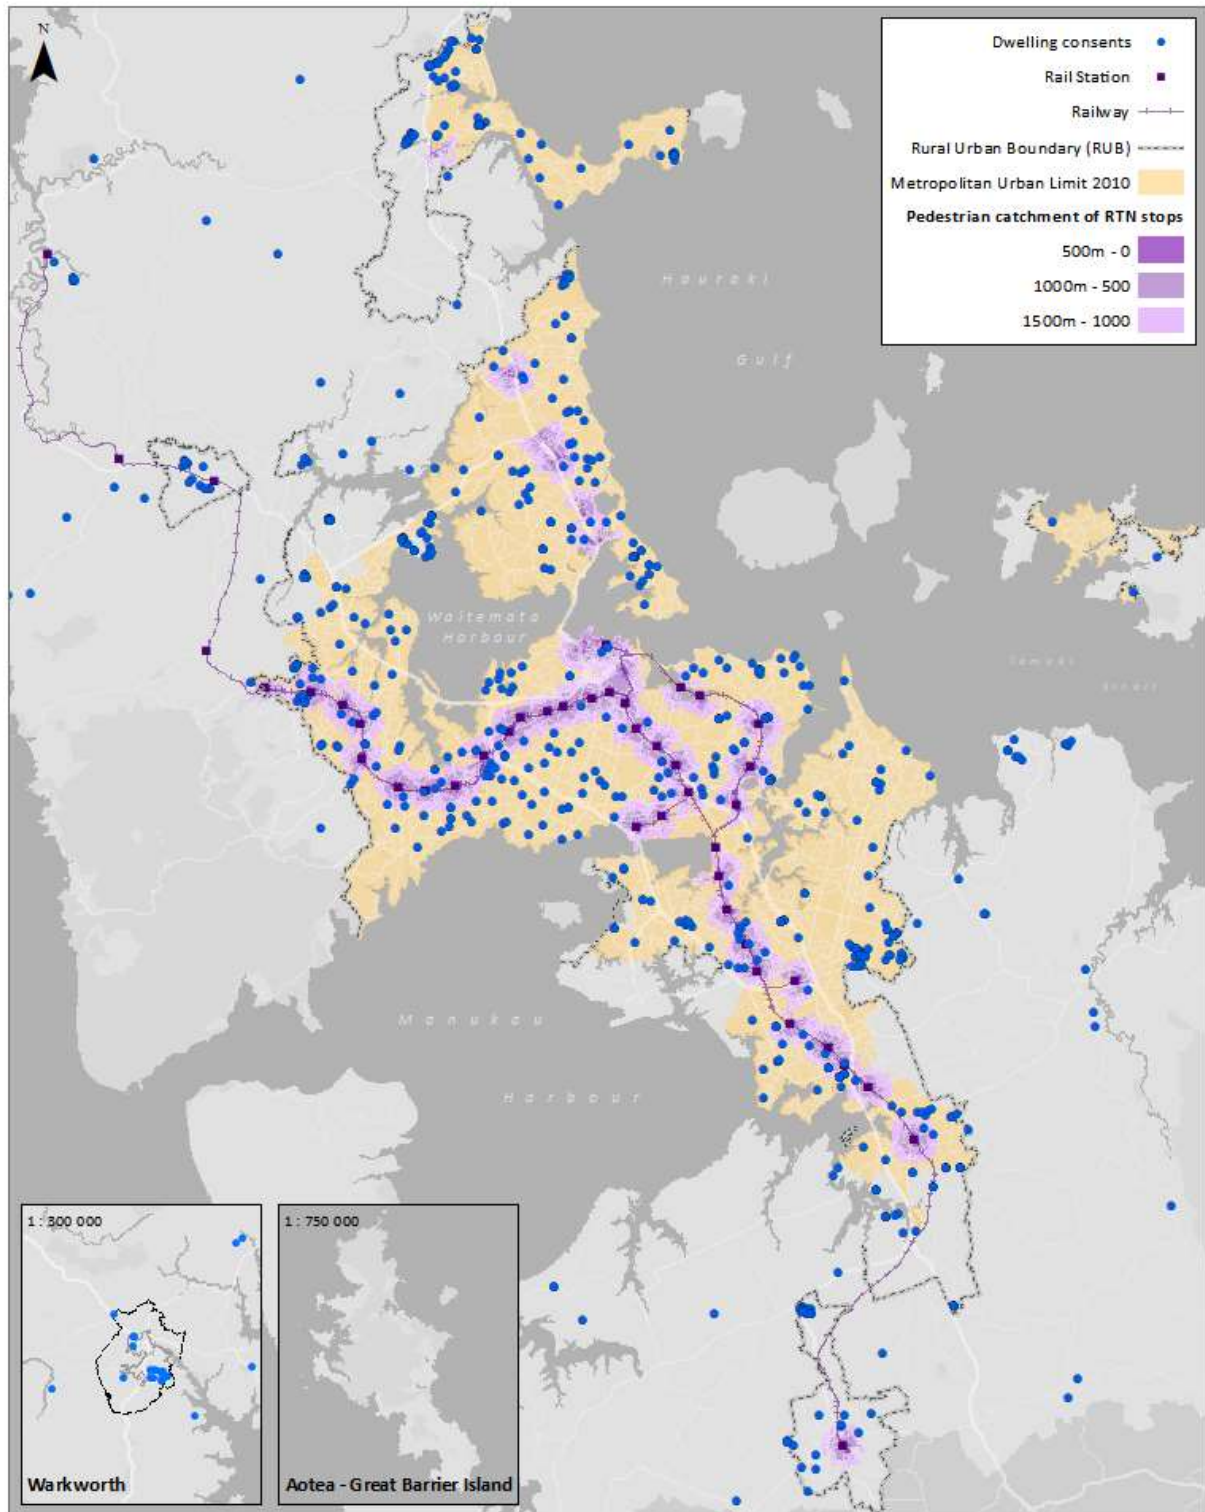 N
Dwelling consents
Rail Station
Railway
Rural Urban Boundary (RUB)
Metropolitan Urban Limit 2010
Pedestrian catchment of RTN stops
500m - 0
1000m - 500
1500m - 1000
Hauraki
Gulf
Waitemata
Harbour
Tamaki
Strait
Manukau
Harbour
1 : 300 000
Warkworth
1 : 750 000
Aotea - Great Barrier Island